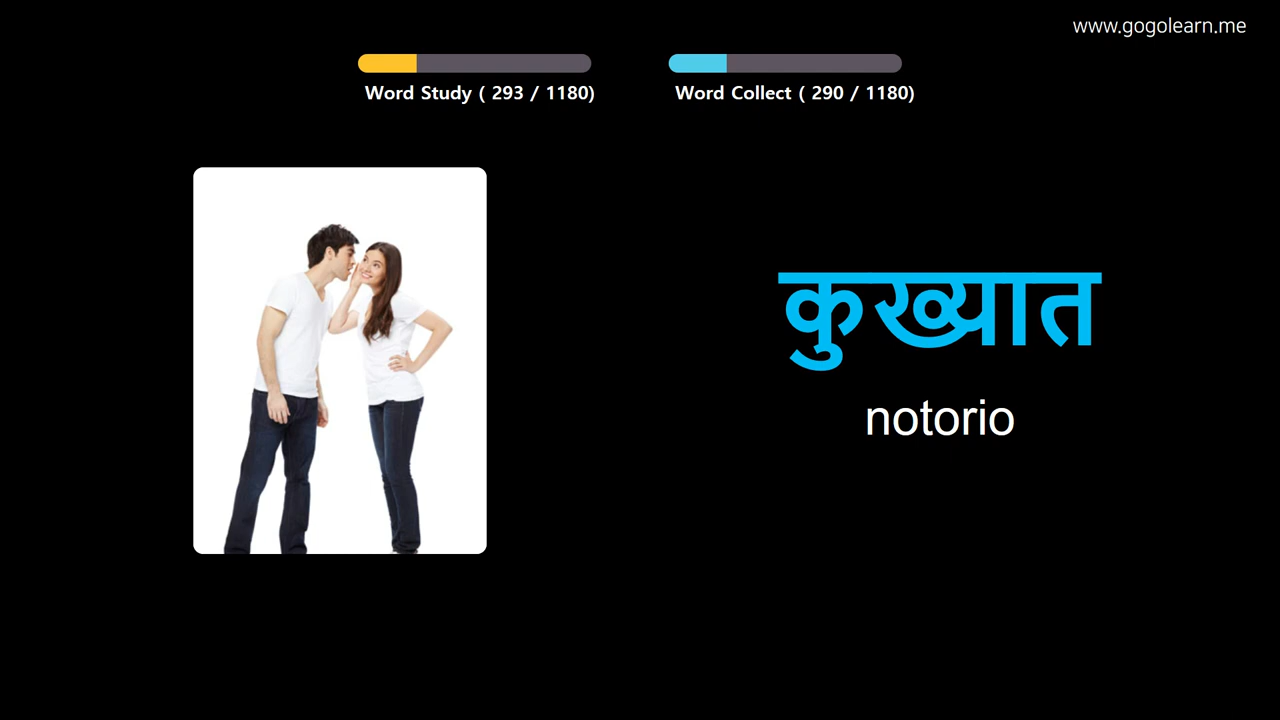 www.gogolearn.me
Word Study ( 293 / 1180)
Word Collect ( 290 / 1180)
कुख्यात
notorio